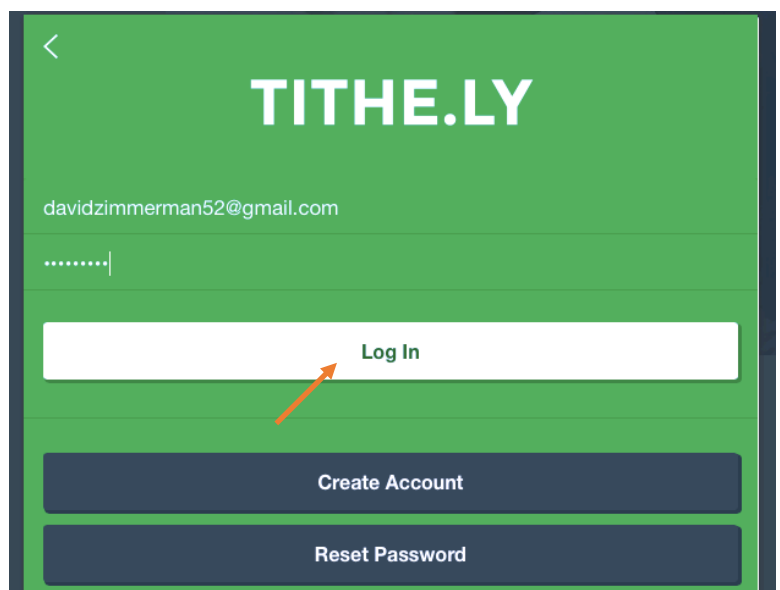 TITHE.LY
davidzimmerman52@gmail.com
•••••••••
Log In
Create Account
Reset Password